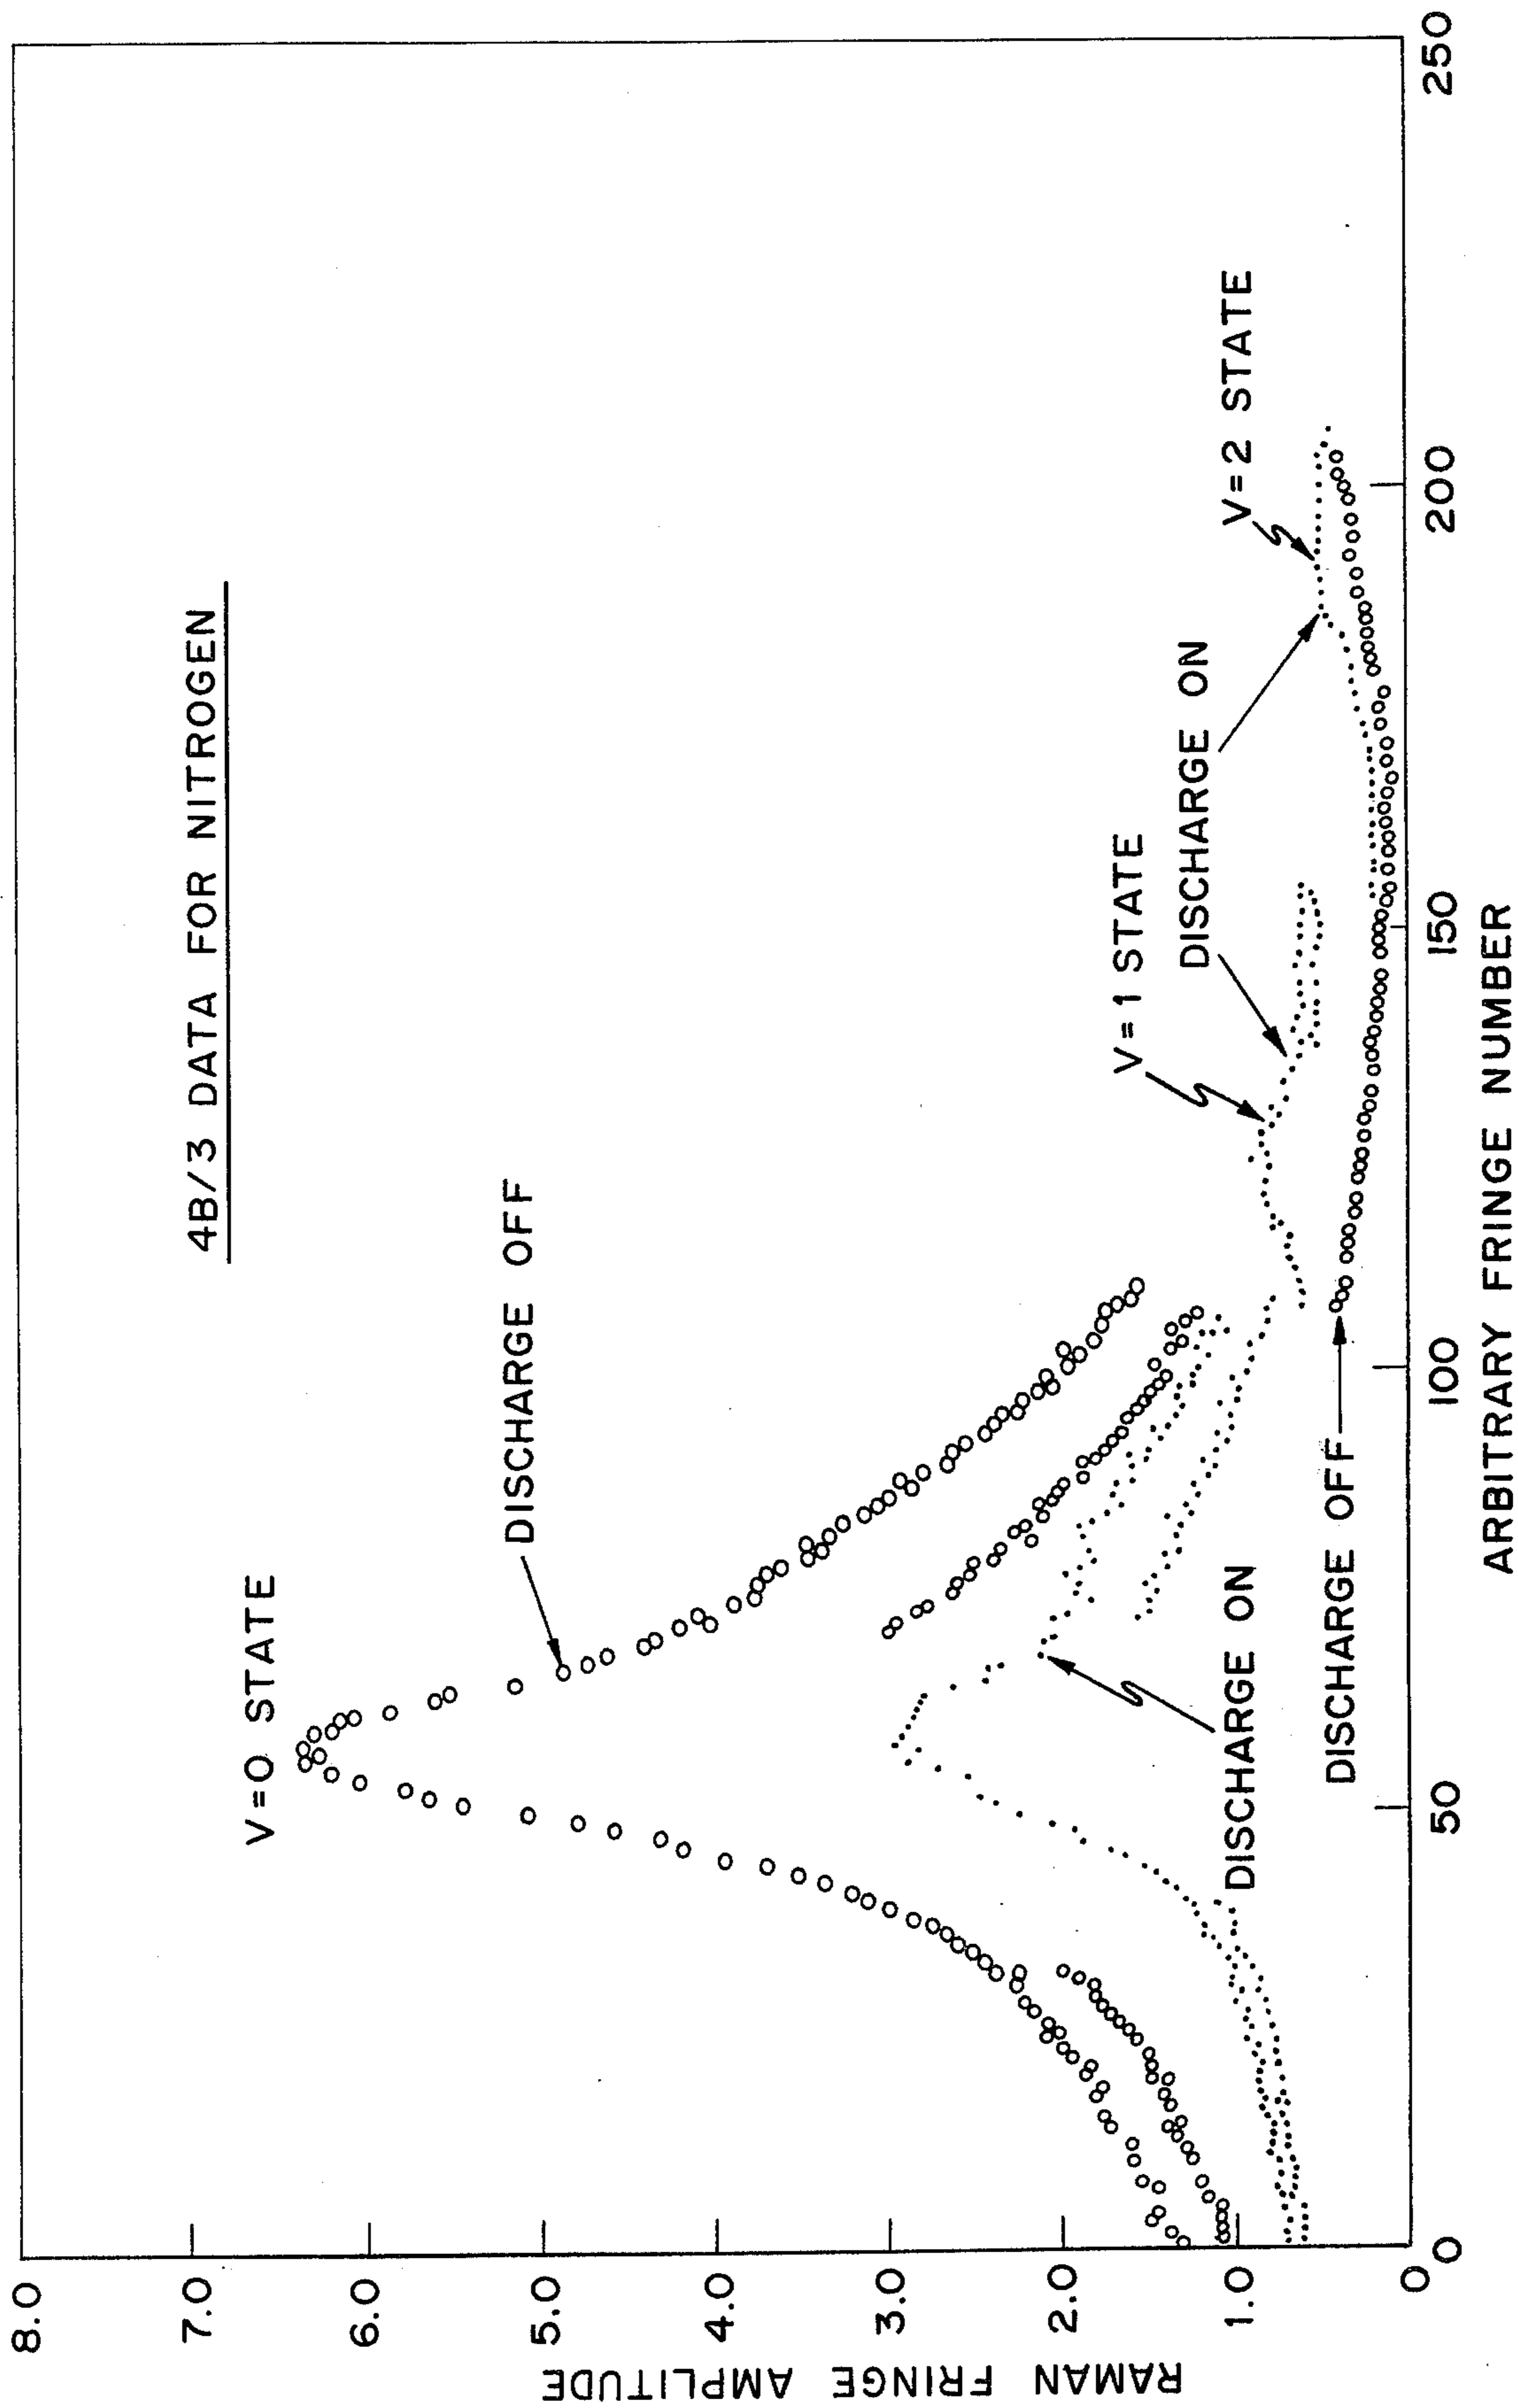 4B/3 DATA FOR NITROGEN
V=0 STATE
DISCHARGE OFF
V=1 STATE
DISCHARGE ON
V=2 STATE
DISCHARGE ON
DISCHARGE OFF
RAMAN FRINGE AMPLITUDE
8.0
7.0
6.0
5.0
4.0
3.0
2.0
1.0
0
0
50
100
150
200
250
ARBITRARY FRINGE NUMBER